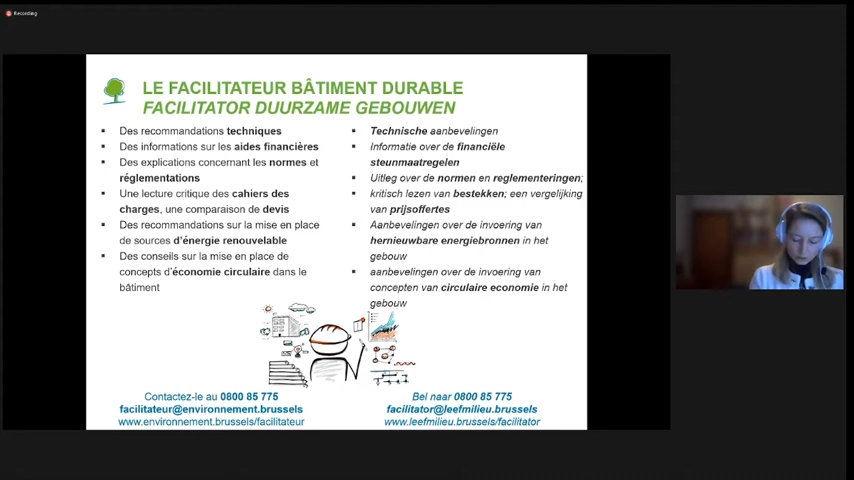 Recording
LE FACILITATEUR BÂTIMENT DURABLE
FACILITATOR DUURZAME GEBOUWEN
▪ Des recommandations techniques
▪ Des informations sur les aides financières
▪ Des explications concernant les normes et
réglementations
▪ Une lecture critique des cahiers des
charges, une comparaison de devis
▪ Des recommandations sur la mise en place
de sources d'énergie renouvelable
▪ Des conseils sur la mise en place de
concepts d'économie circulaire dans le
bâtiment
▪ Technische aanbevelingen
▪ Informatie over de financiële
steunmaatregelen
▪ Uitleg over de normen en reglementeringen;
▪ kritisch lezen van bestekken; een vergelijking
van prijsoffertes
▪ Aanbevelingen over de invoering van
hernieuwbare energiebronnen in het
gebouw
▪ aanbevelingen over de invoering van
concepten van circulaire economie in het
gebouw
Contactez-le au 0800 85 775
facilitateur@environnement.brussels
www.environnement.brussels/facilitateur
Bel naar 0800 85 775
facilitator@leefmilieu.brussels
www.leefmilieu.brussels/facilitator